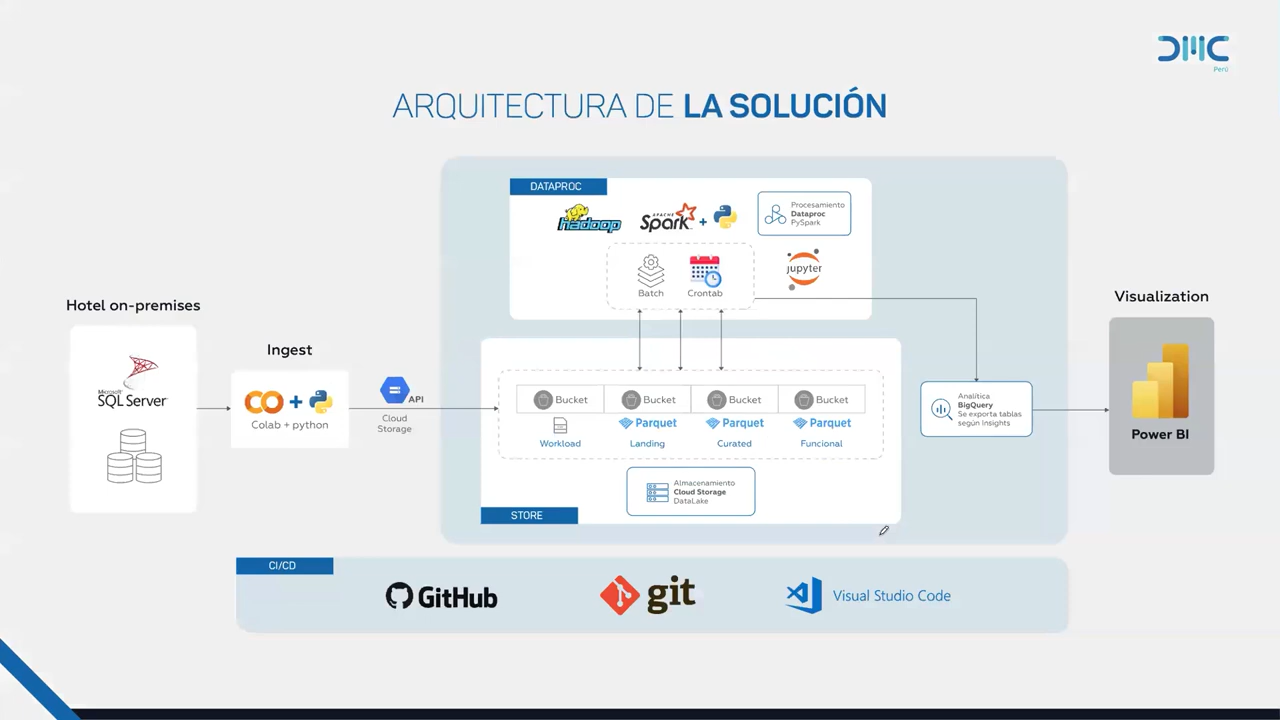 DMC
Perú
ARQUITECTURA DE LA SOLUCIÓN
DATAPROC
hadoop
APACHE
Spark
+
Procesamiento
Dataproc
PySpark
Batch
Crontab
jupyter
Hotel on-premises
Microsoft
SQL Server
Ingest
+
Colab + python
API
Cloud
Storage
Bucket
Bucket
Bucket
Bucket
Parquet
Parquet
Parquet
Workload
Landing
Curated
Funcional
Almacenamiento
Cloud Storage
DataLake
STORE
Analítica
BigQuery
Se exporta tablas
según Insights
Visualization
Power BI
CI/CD
GitHub
git
Visual Studio Code